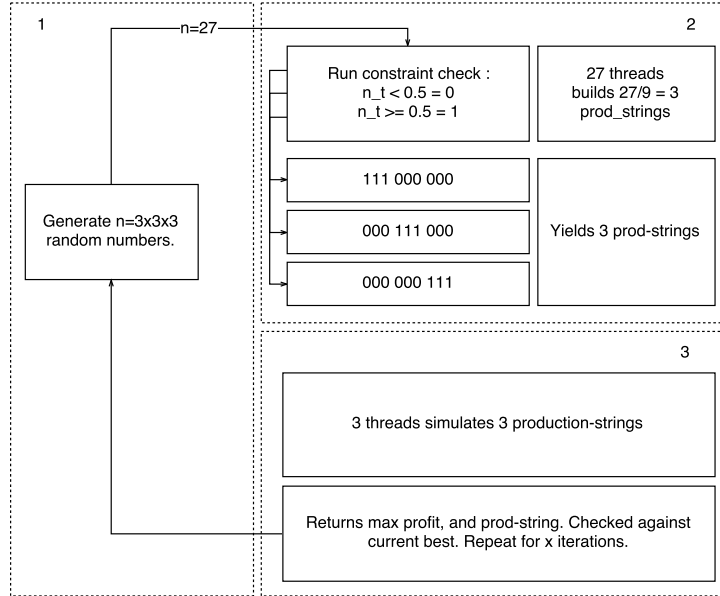 1
n=27
Generate n=3x3x3
random numbers.
2
Run constraint check :
n_t < 0.5 = 0
n_t >= 0.5 = 1
27 threads
builds 27/9 = 3
prod_strings
111 000 000
000 111 000
000 000 111
Yields 3 prod-strings
3
3 threads simulates 3 production-strings
Returns max profit, and prod-string. Checked against
current best. Repeat for x iterations.